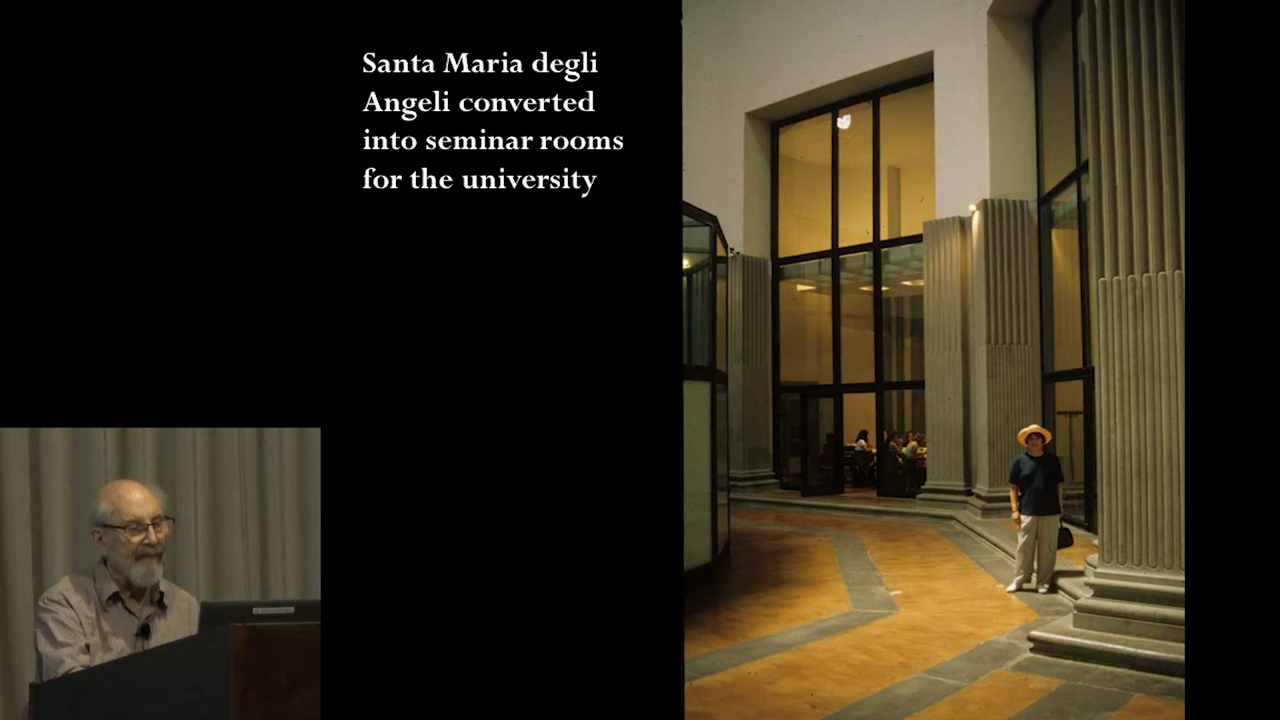 Santa Maria degli
Angeli converted
into seminar rooms
for the university